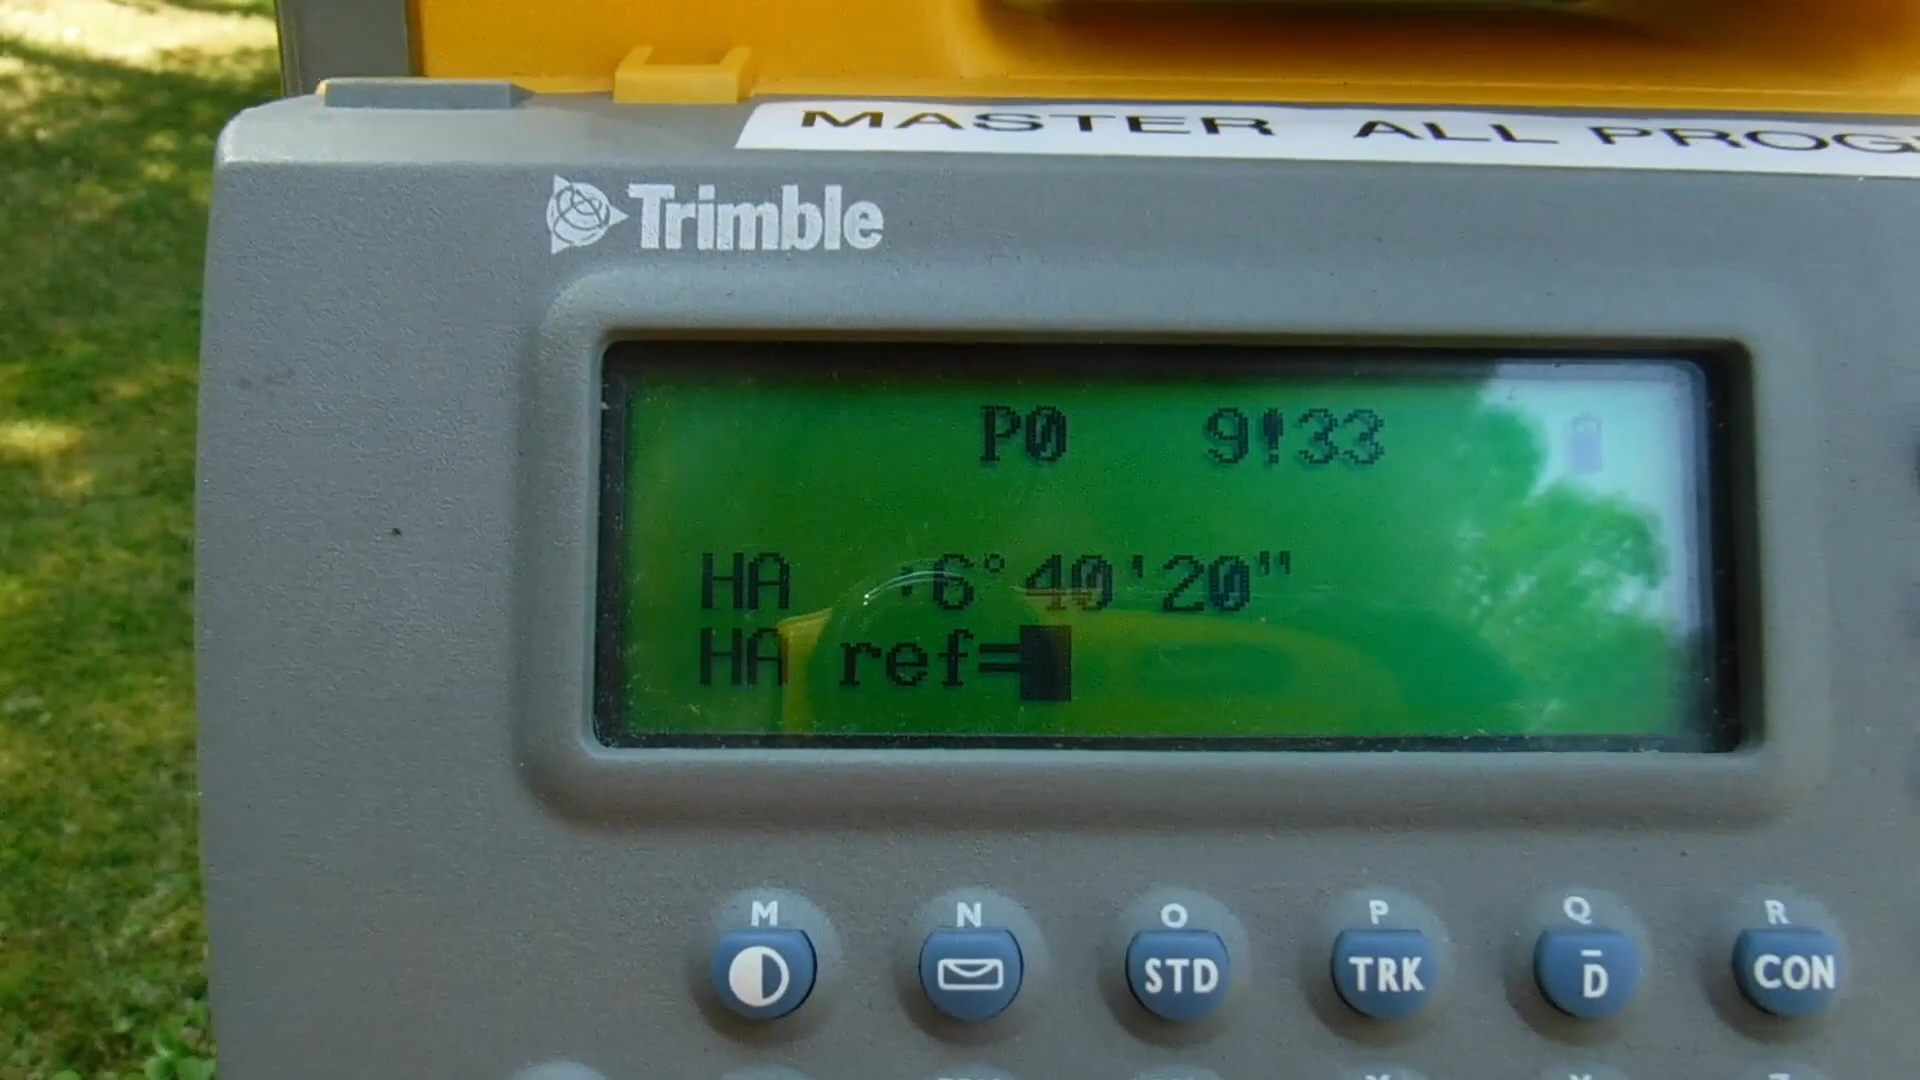 MASTER ALL PROG
Trimble
P0 9!33
HA :6°40'20"
HA ref=
M N O P Q R
STD TRK D CON